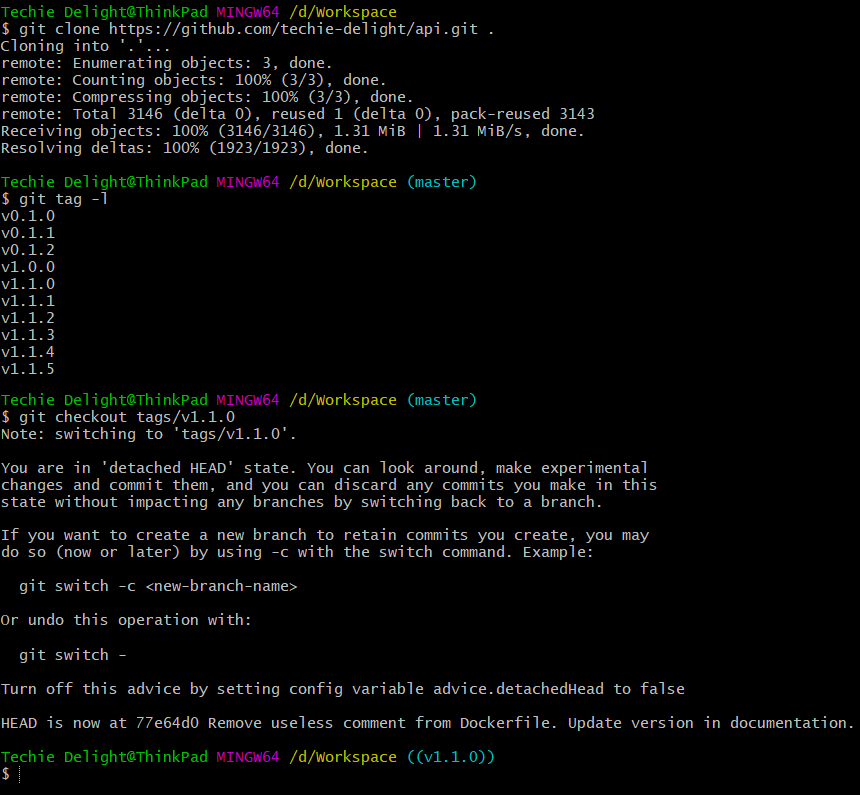 Techie Delight@ThinkPad MINGW64 /d/Workspace
$ git clone https://github.com/techie-delight/api.git .
Cloning into '.'...
remote: Enumerating objects: 3, done.
remote: Counting objects: 100% (3/3), done.
remote: Compressing objects: 100% (3/3), done.
remote: Total 3146 (delta 0), reused 1 (delta 0), pack-reused 3143
Receiving objects: 100% (3146/3146), 1.31 MiB | 1.31 MiB/s, done.
Resolving deltas: 100% (1923/1923), done.

Techie Delight@ThinkPad MINGW64 /d/Workspace (master)
$ git tag -l
v0.1.0
v0.1.1
v0.1.2
v1.0.0
v1.1.0
v1.1.1
v1.1.2
v1.1.3
v1.1.4
v1.1.5

Techie Delight@ThinkPad MINGW64 /d/Workspace (master)
$ git checkout tags/v1.1.0
Note: switching to 'tags/v1.1.0'.

You are in 'detached HEAD' state. You can look around, make experimental
changes and commit them, and you can discard any commits you make in this
state without impacting any branches by switching back to a branch.

If you want to create a new branch to retain commits you create, you may
do so (now or later) by using -c with the switch command. Example:

  git switch -c <new-branch-name>

Or undo this operation with:

  git switch -

Turn off this advice by setting config variable advice.detachedHead to false

HEAD is now at 77e64d0 Remove useless comment from Dockerfile. Update version in documentation.

Techie Delight@ThinkPad MINGW64 /d/Workspace ((v1.1.0))
$